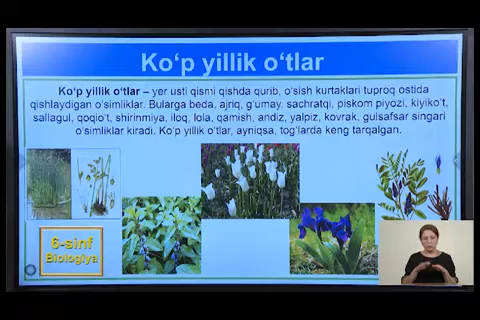 Ko‘p yillik o‘tlar
Ko‘p yillik o‘tlar – yer usti qismi qishda qurib, o‘sish kurtaklari tuproq ostida
qishlaydigan o‘simliklar. Bularga beda, ajriq, g‘umay, sachratqi, piskom piyozi, kiyiko‘t,
sallagul, qoqio‘t, shirinmiya, iloq, lola, qamish, andiz, yalpiz, kovrak, gulsafsar singari
o‘simliklar kiradi. Ko‘p yillik o‘tlar, ayniqsa, tog‘larda keng tarqalgan.
6-sinf
Biologiya